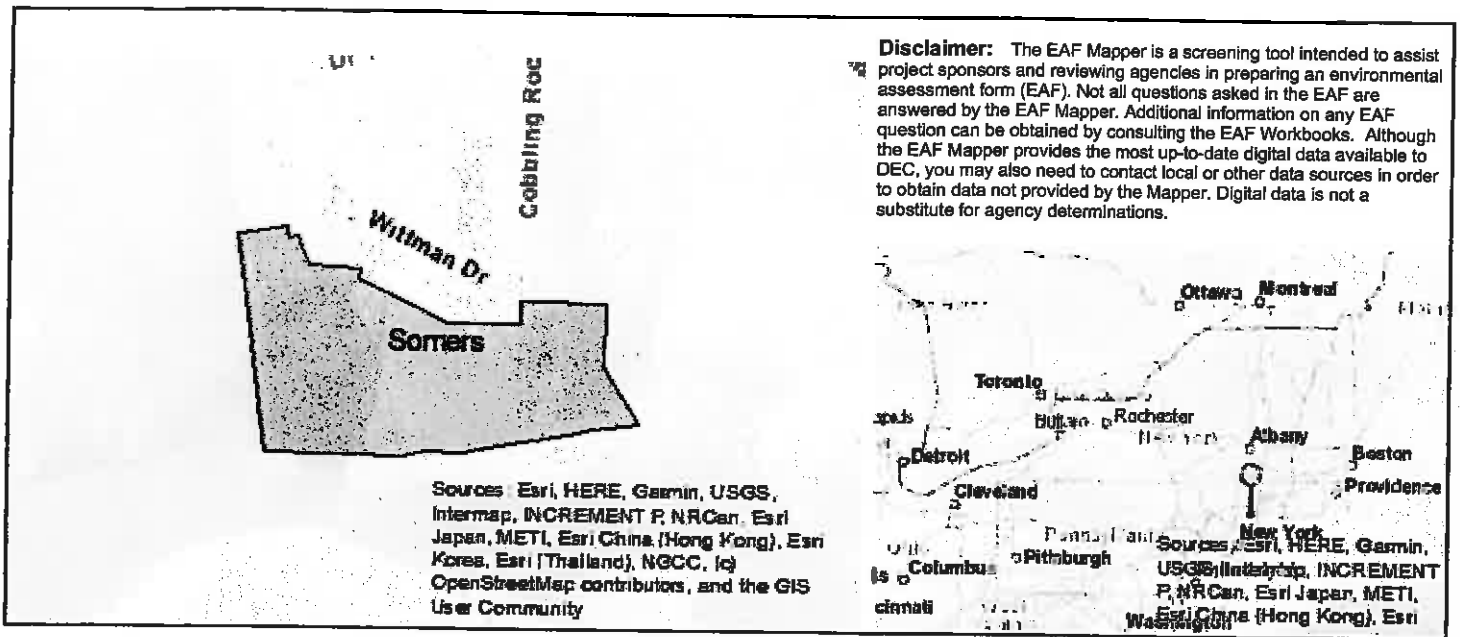 Cobbling Roc
Wittman Dr
Somers
Sources: Esri, HERE, Garmin, USGS,
Intermap, INCREMENT P, NRCan, Esri
Japan, METI, Esri China (Hong Kong), Esri
Korea, Esri (Thailand), NGCC, (c)
OpenStreetMap contributors, and the GIS
User Community
Disclaimer: The EAF Mapper is a screening tool intended to assist
project sponsors and reviewing agencies in preparing an environmental
assessment form (EAF). Not all questions asked in the EAF are
answered by the EAF Mapper. Additional information on any EAF
question can be obtained by consulting the EAF Workbooks. Although
the EAF Mapper provides the most up-to-date digital data available to
DEC, you may also need to contact local or other data sources in order
to obtain data not provided by the Mapper. Digital data is not a
substitute for agency determinations.
Ottawa Montreal
Toronto
Rochester
Albany
Boston
Detroit
Providence
Cleveland
New York
Pittsburgh
Columbus
cinnati
Washington
Sources: Esri, HERE, Garmin,
USGS, Intermap, INCREMENT
P, NRCan, Esri Japan, METI,
Esri China (Hong Kong), Esri